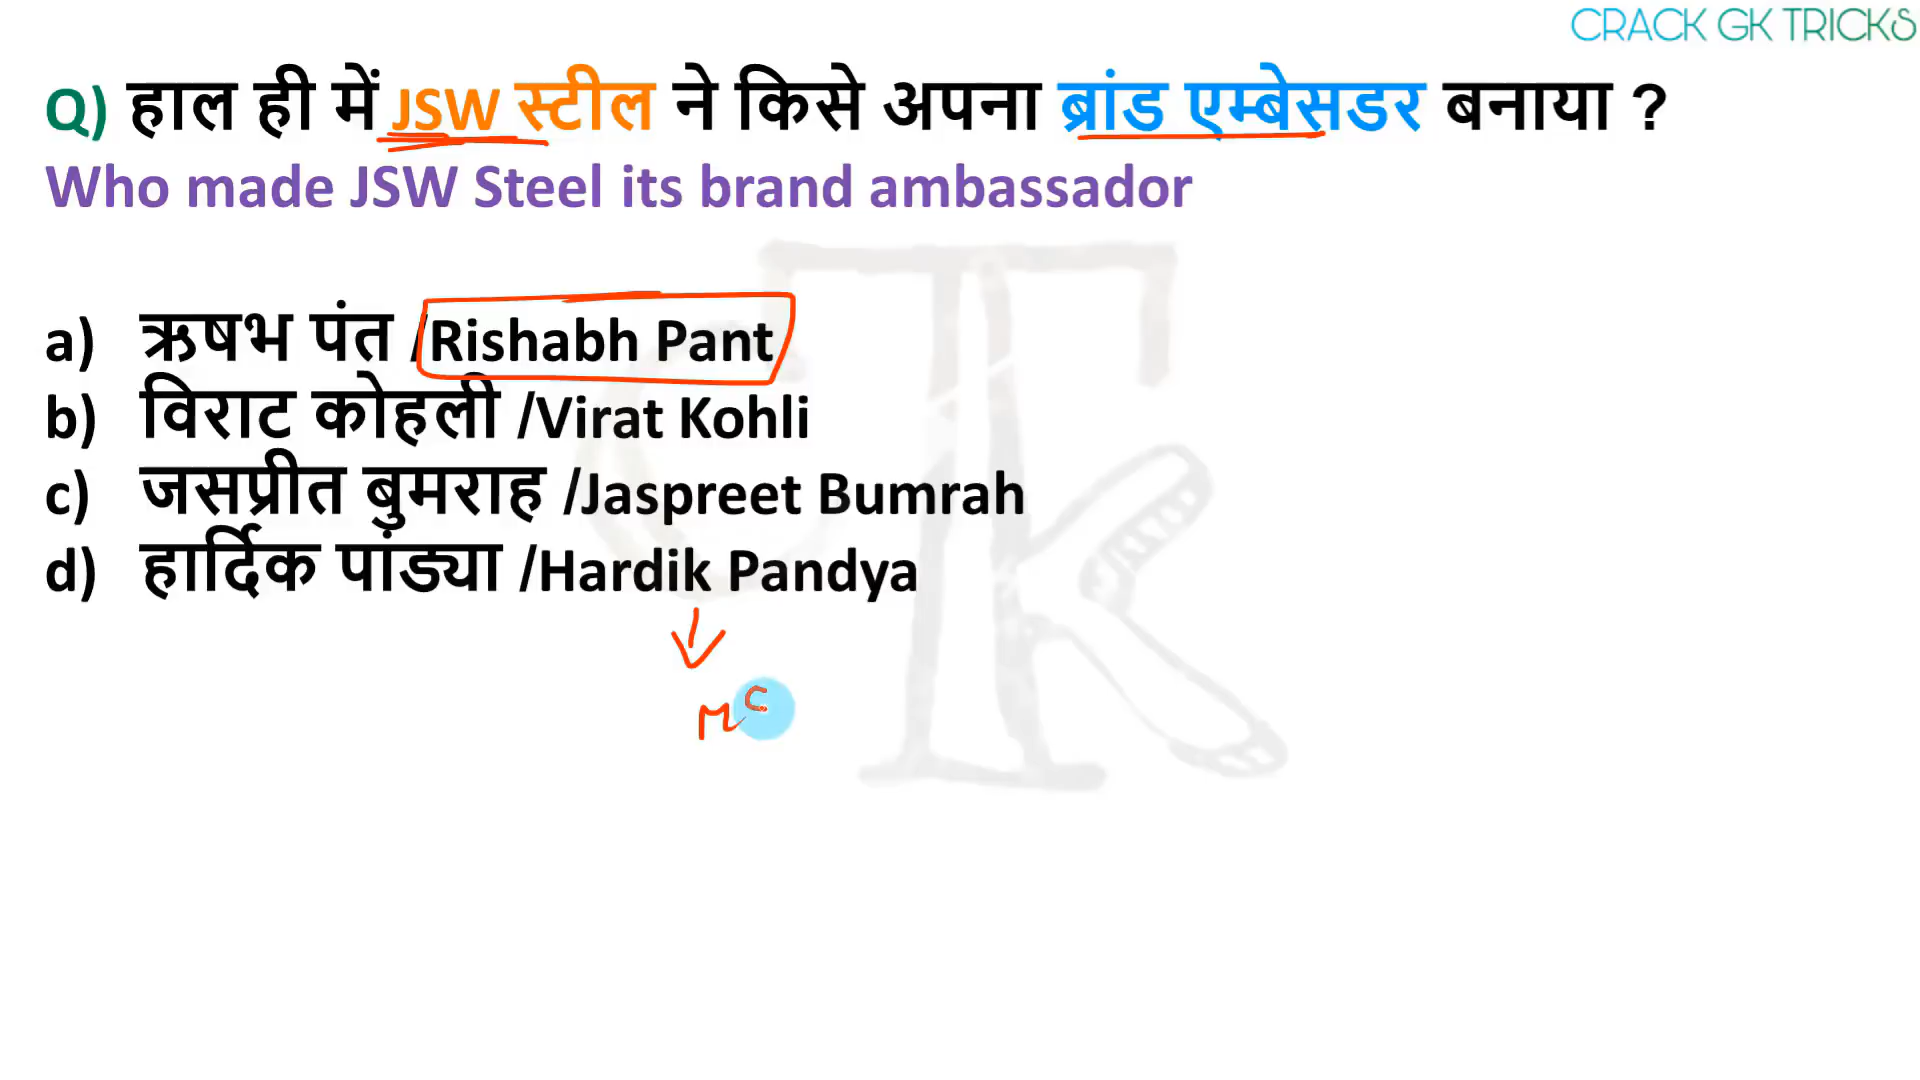 CRACK GK TRICKS
Q) हाल ही में JSW स्टील ने किसे अपना ब्रांड एम्बेसडर बनाया ?
Who made JSW Steel its brand ambassador
a) ऋषभ पंत /Rishabh Pant
b) विराट कोहली /Virat Kohli
c) जसप्रीत बुमराह /Jaspreet Bumrah
d) हार्दिक पांड्या /Hardik Pandya